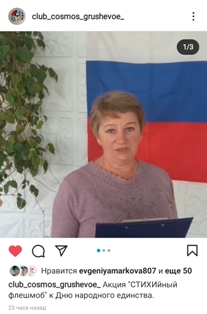 club_cosmos_grushevoe_
1/3
Нравится evgeniyamarkova807 и еще 50
club_cosmos_grushevoe_ Акция "СТИХИйный
флешмоб" к Дню народного единства.
23 часа назад